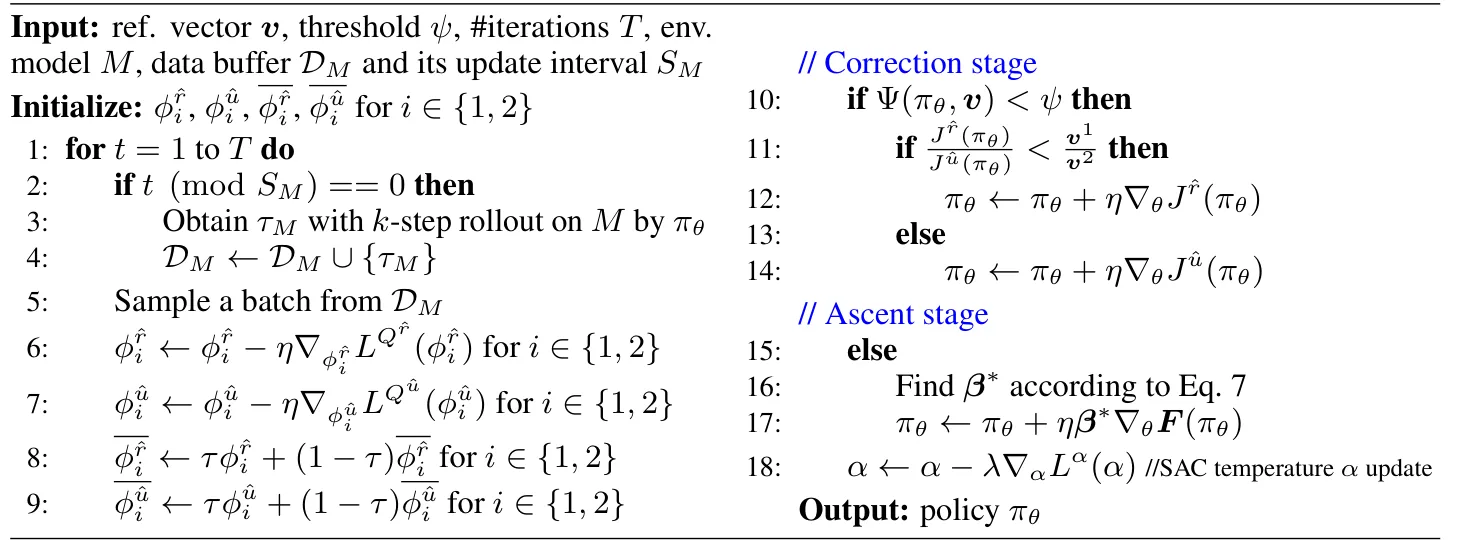 Input: ref. vector v, threshold ψ, #iterations T, env.
model M, data buffer 𝒟_M and its update interval S_M
Initialize: ϕ_i^r̂, ϕ_i^û, \overline{ϕ_i^r̂}, \overline{ϕ_i^û} for i ∈ {1, 2}
1: for t = 1 to T do
2: if t (mod S_M) == 0 then
3: Obtain τ_M with k-step rollout on M by π_θ
4: 𝒟_M ← 𝒟_M ∪ {τ_M}
5: Sample a batch from 𝒟_M
6: ϕ_i^r̂ ← ϕ_i^r̂ − η∇_{ϕ_i^r̂} L^{Q^r̂}(ϕ_i^r̂) for i ∈ {1, 2}
7: ϕ_i^û ← ϕ_i^û − η∇_{ϕ_i^û} L^{Q^û}(ϕ_i^û) for i ∈ {1, 2}
8: \overline{ϕ_i^r̂} ← τϕ_i^r̂ + (1 − τ)\overline{ϕ_i^r̂} for i ∈ {1, 2}
9: \overline{ϕ_i^û} ← τϕ_i^û + (1 − τ)\overline{ϕ_i^û} for i ∈ {1, 2}
// Correction stage
10: if Ψ(π_θ, v) < ψ then
11: if \frac{J^r̂(π_θ)}{J^û(π_θ)} < \frac{v^1}{v^2} then
12: π_θ ← π_θ + η∇_θ J^r̂(π_θ)
13: else
14: π_θ ← π_θ + η∇_θ J^û(π_θ)
// Ascent stage
15: else
16: Find β* according to Eq. 7
17: π_θ ← π_θ + ηβ*∇_θ F(π_θ)
18: α ← α − λ∇_α L^α(α) //SAC temperature α update
Output: policy π_θ